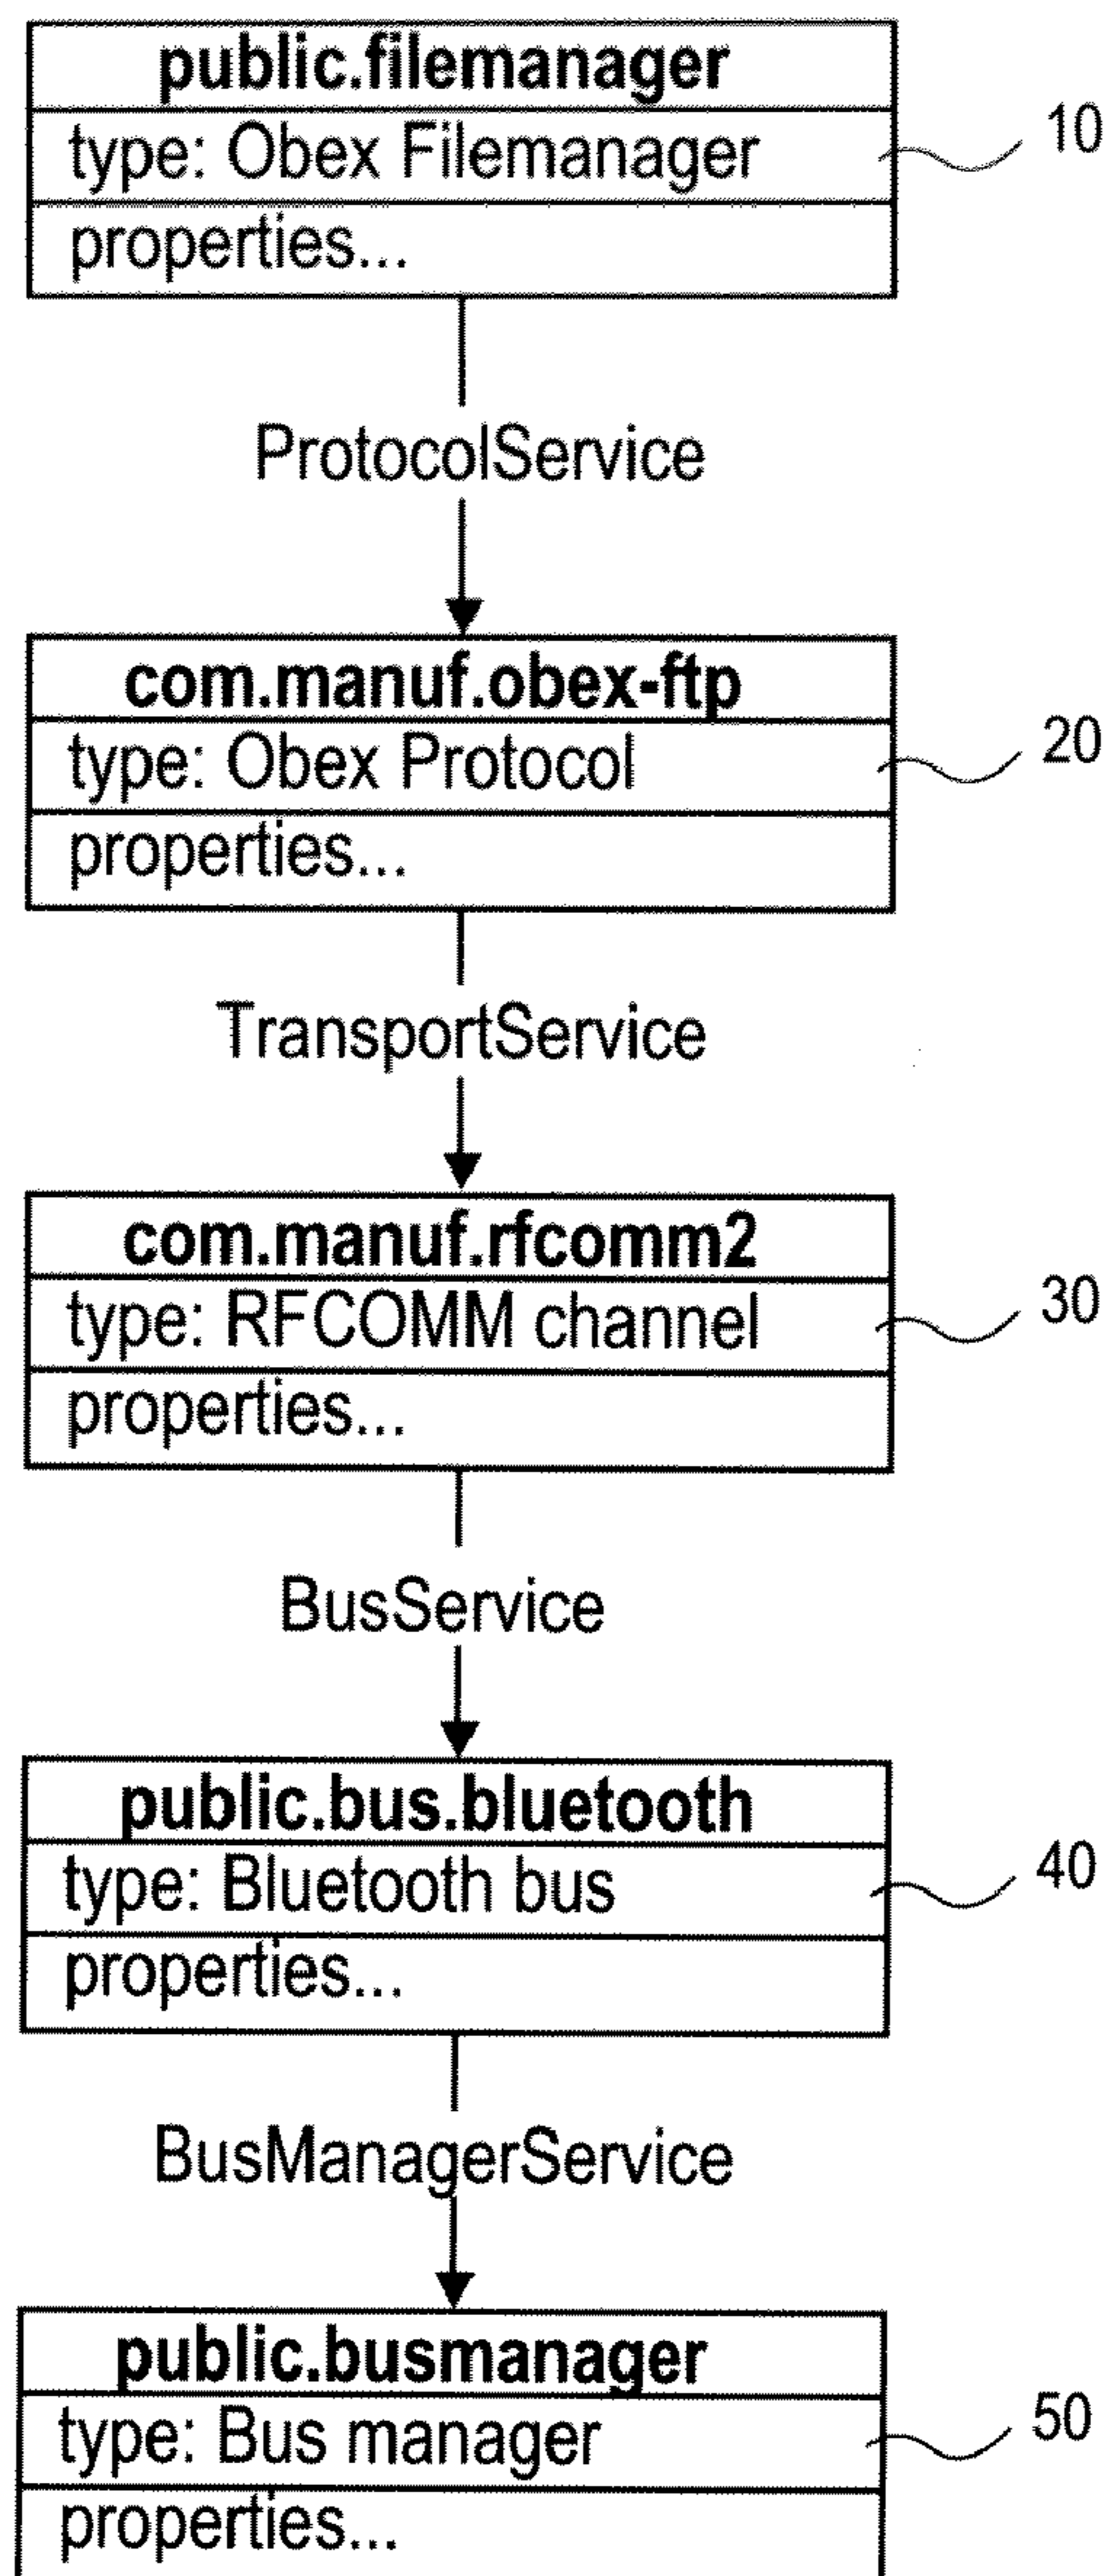 public.filemanager
type: Obex Filemanager
10
properties...
ProtocolService
com.manuf.obex-ftp
type: Obex Protocol
20
properties...
TransportService
com.manuf.rfcomm2
type: RFCOMM channel
30
properties...
BusService
public.bus.bluetooth
type: Bluetooth bus
40
properties...
BusManagerService
public.busmanager
type: Bus manager
50
properties...